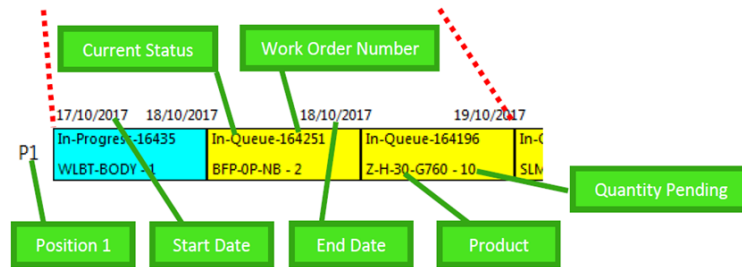 Current Status
Work Order Number
17/10/2017 18/10/2017 18/10/2017 19/10/2017
In-Progress-16435 In-Queue-164251 In-Queue-164196
P1
WLBT-BODY - 1 BFP-0P-NB - 2 Z-H-30-G760 - 10 SLM
Quantity Pending
Position 1
Start Date
End Date
Product